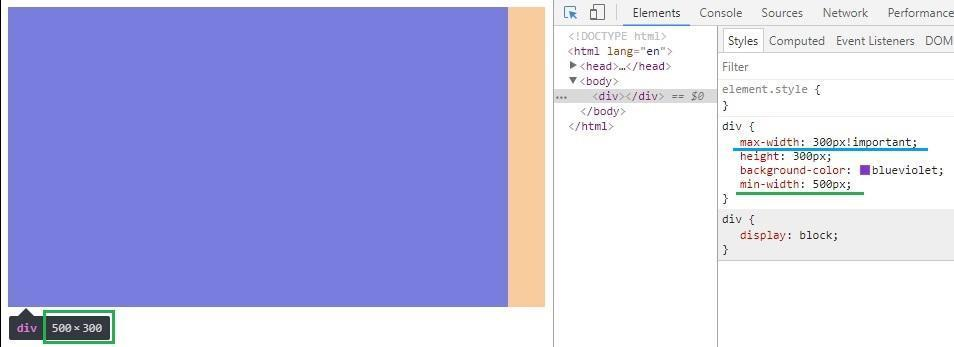 Elements Console Sources Network Performance
<!DOCTYPE html>
<html lang="en">
▶<head>…</head>
▼<body>
… <div></div> == $0
</body>
</html>
Styles Computed Event Listeners DOM
Filter
element.style {
}
div {
max-width: 300px!important;
height: 300px;
background-color: blueviolet;
min-width: 500px;
}
div {
display: block;
}
div 500 × 300